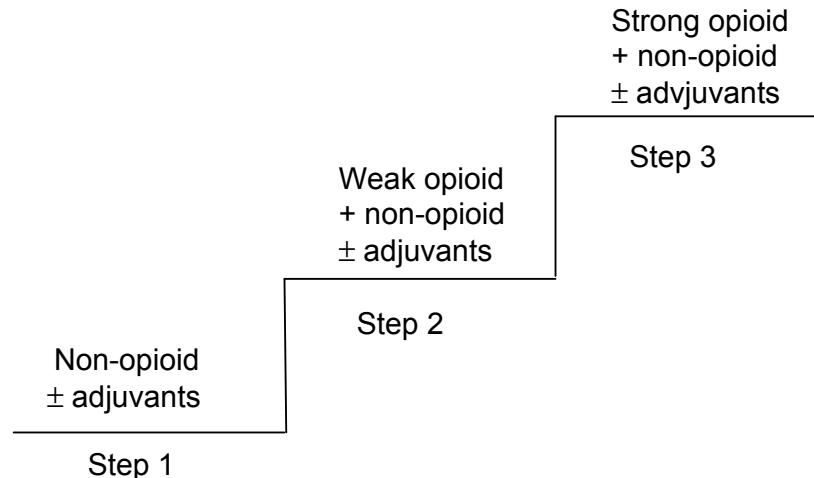 Non-opioid
± adjuvants
Step 1
Weak opioid
+ non-opioid
± adjuvants
Step 2
Strong opioid
+ non-opioid
± advjuvants
Step 3